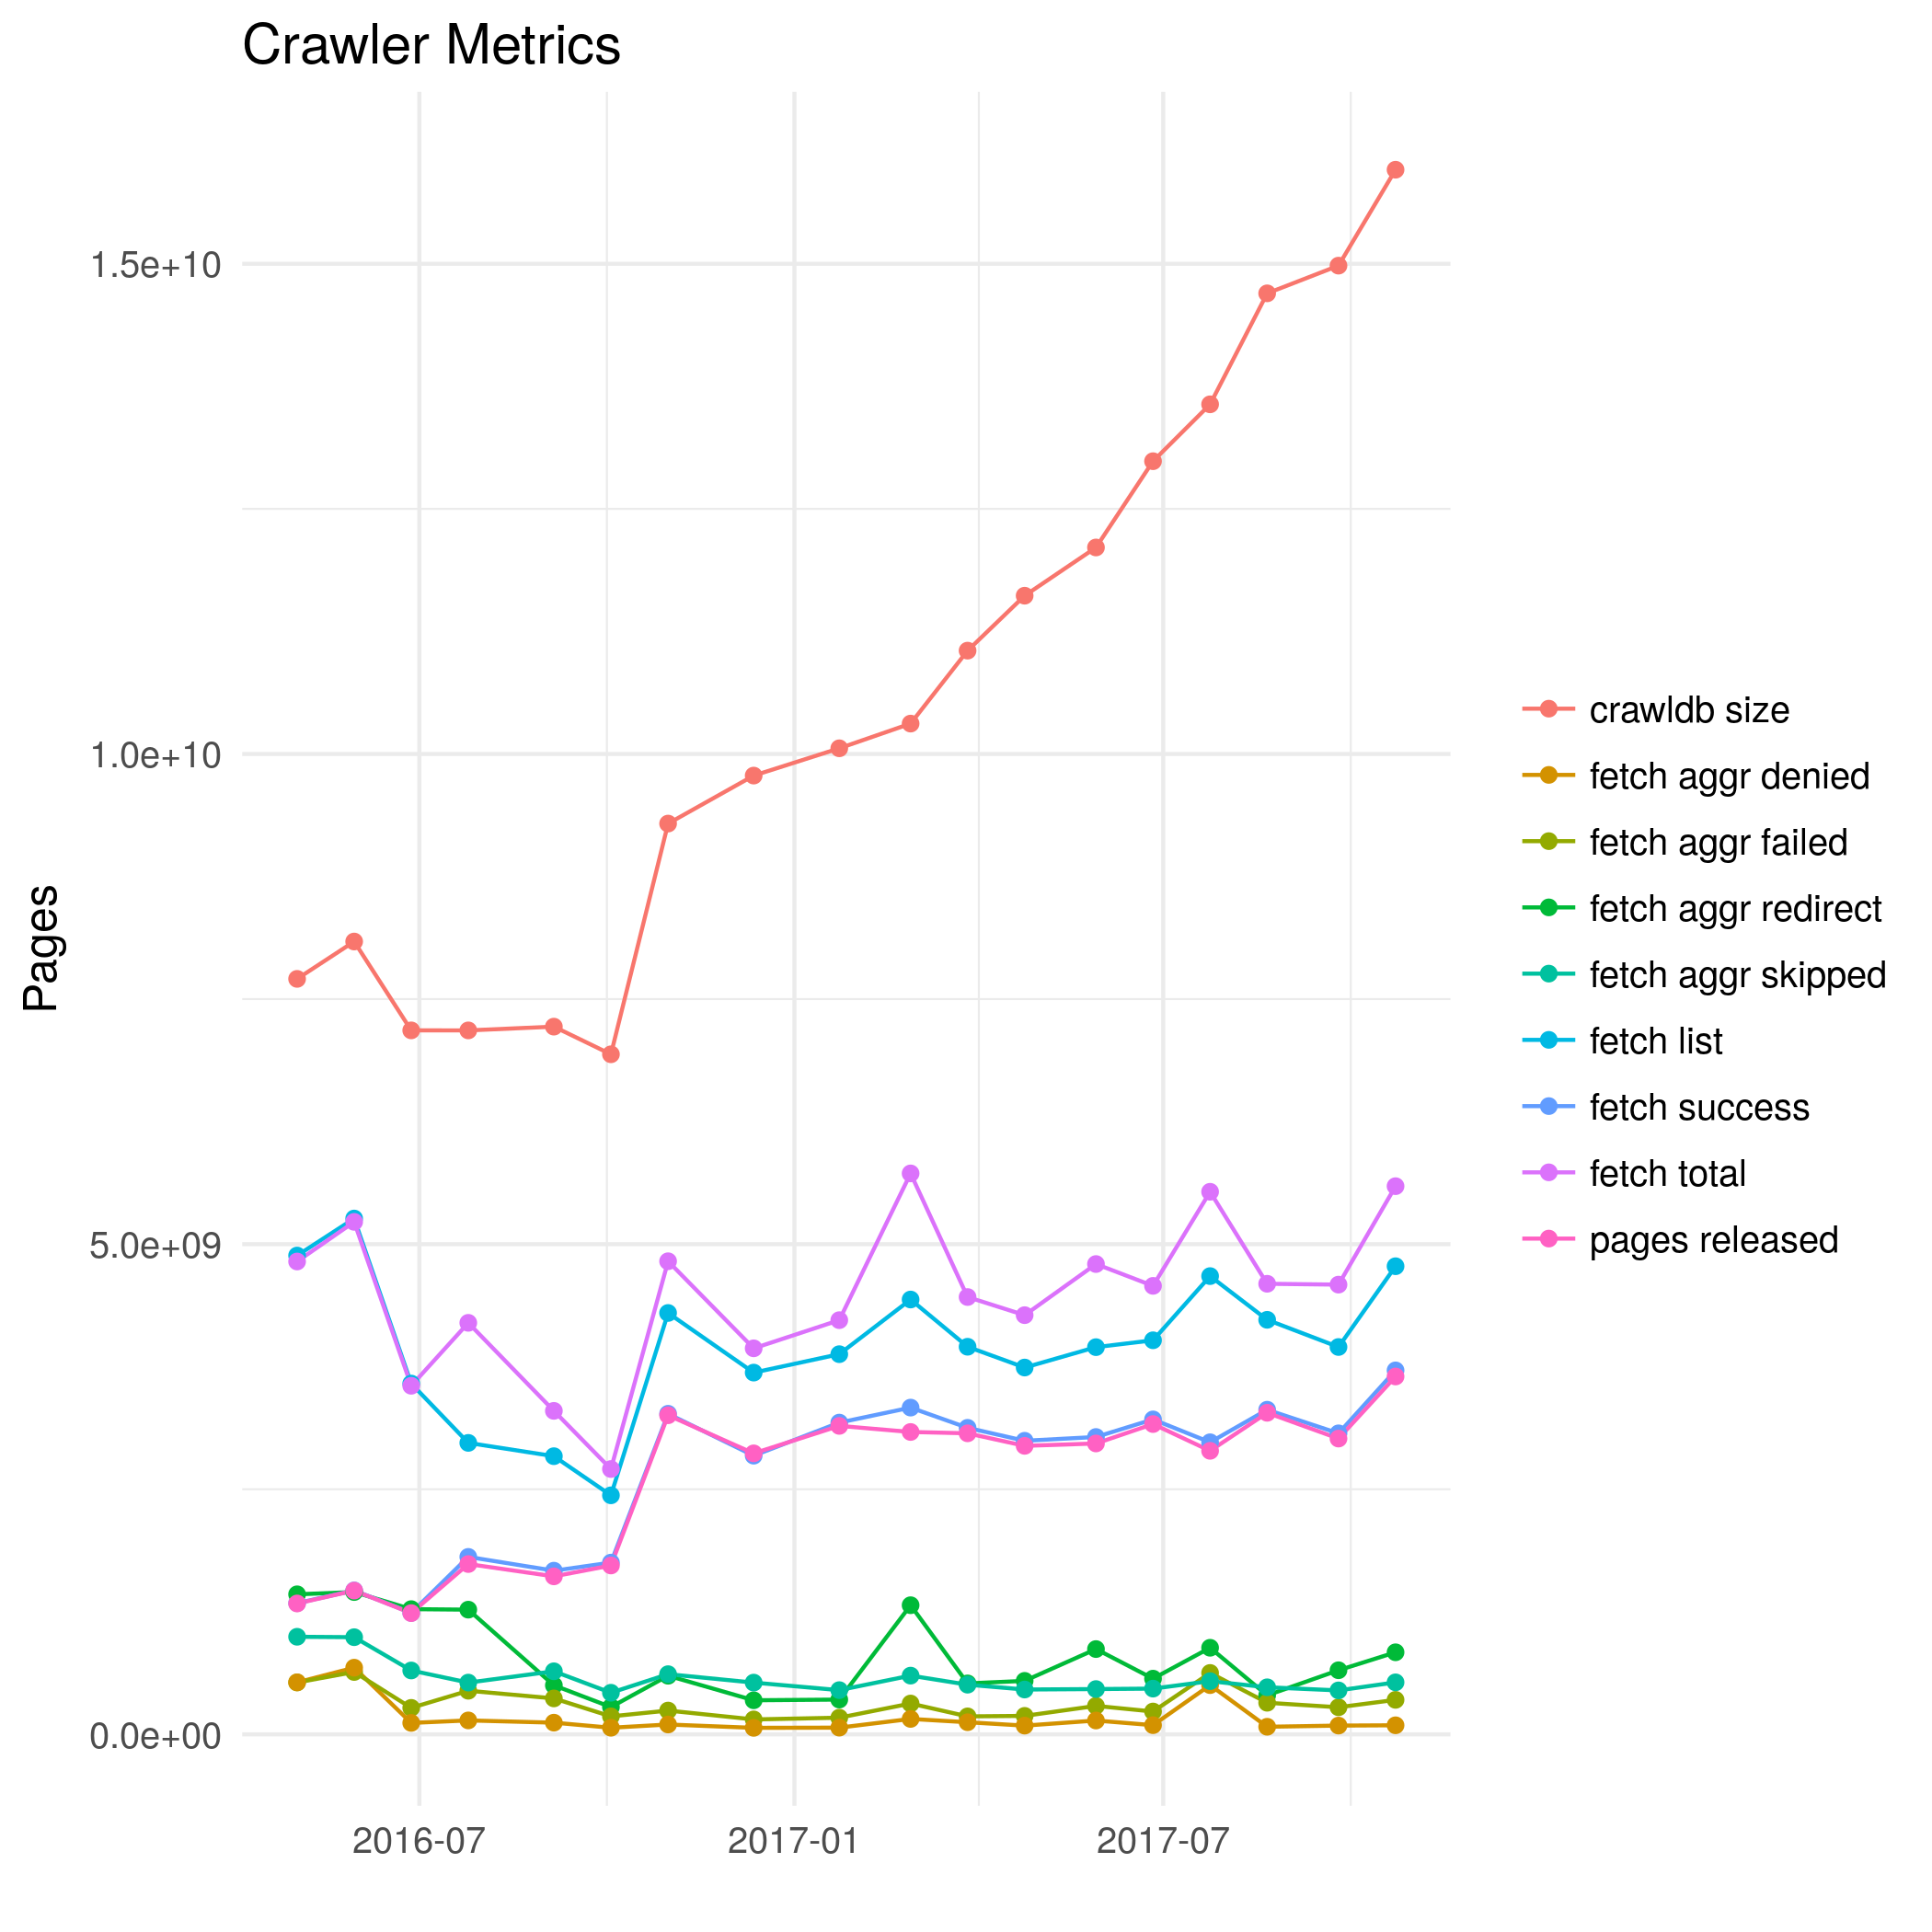 Crawler Metrics
Pages
1.5e+10
1.0e+10
5.0e+09
0.0e+00
2016-07
2017-01
2017-07
crawldb size
fetch aggr denied
fetch aggr failed
fetch aggr redirect
fetch aggr skipped
fetch list
fetch success
fetch total
pages released